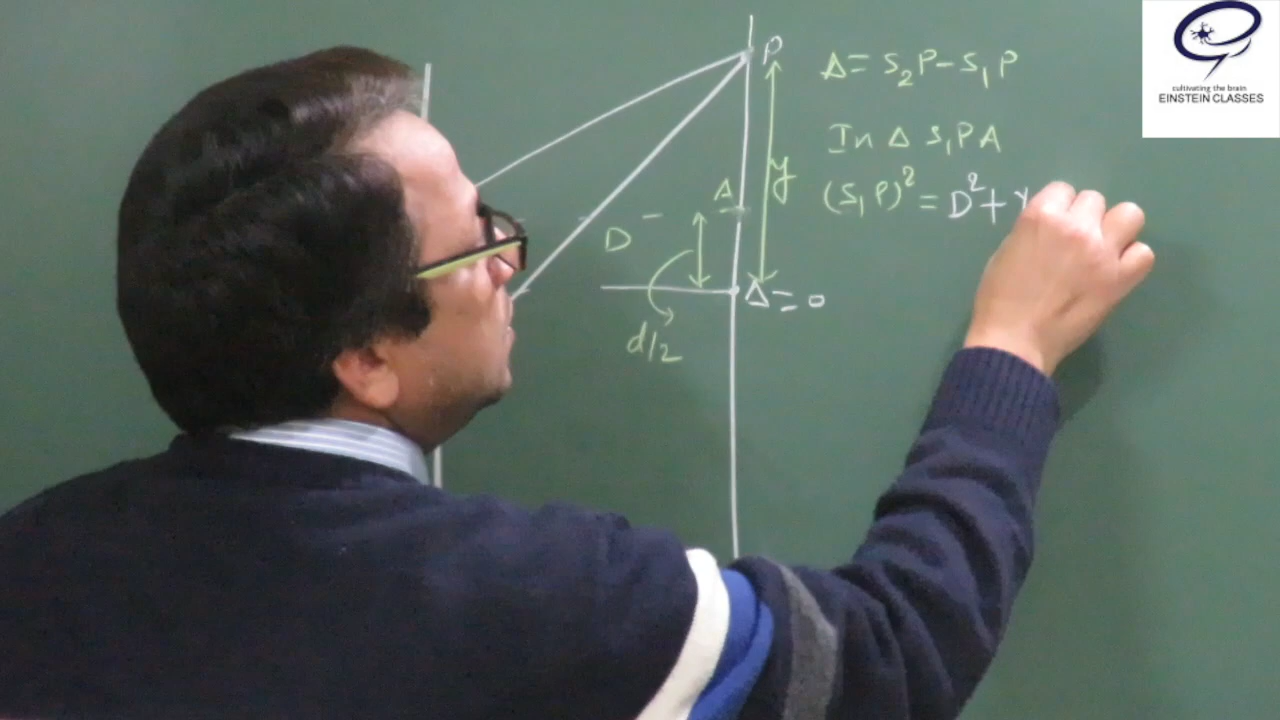 P
Δ= S₂P-S₁P
In Δ S₁PA
(S₁P)² = D²+
A
y
D
Δ=0
d/2
cultivating the brain
EINSTEIN CLASSES